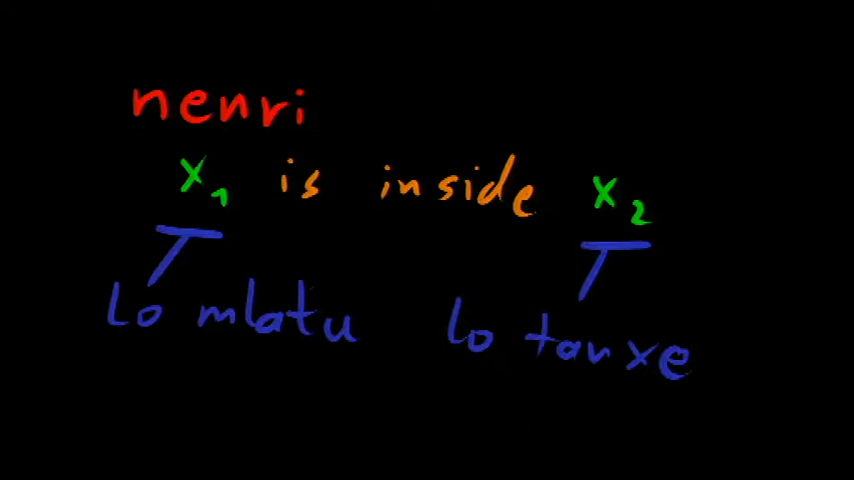 nenri
x₁ is inside x₂
lo mlatu lo tanxe